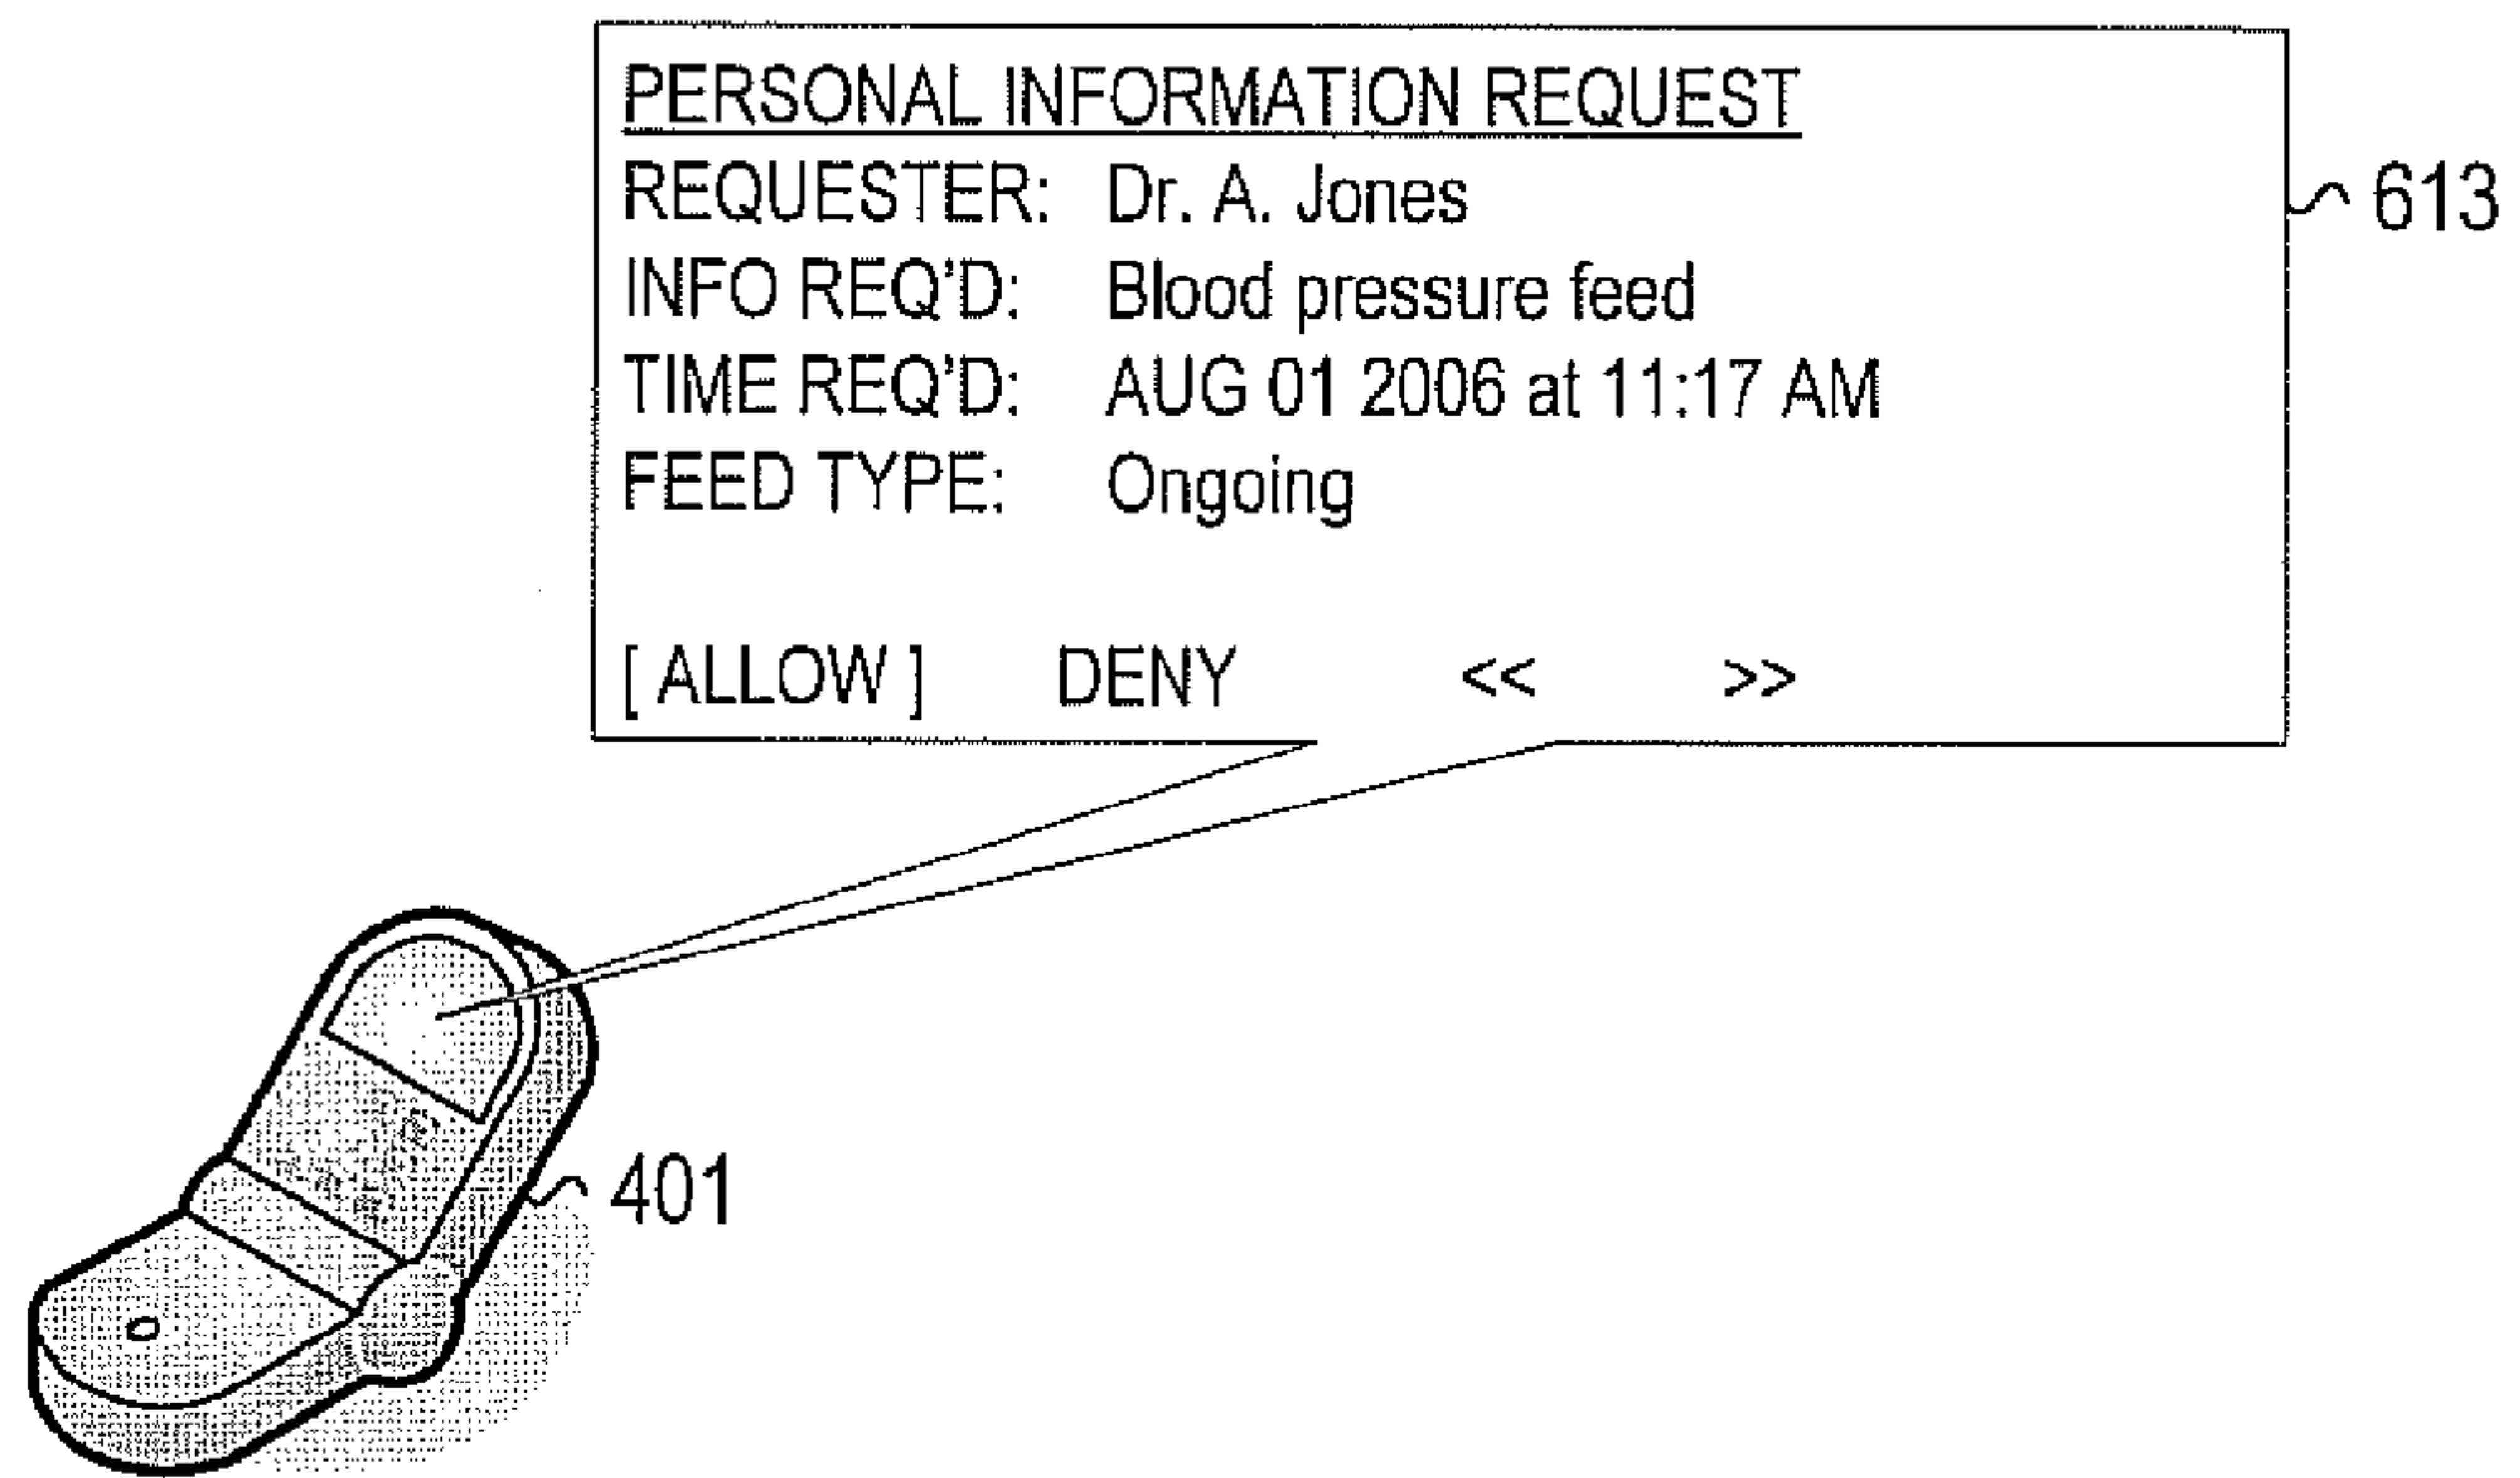 PERSONAL INFORMATION REQUEST
REQUESTER: Dr. A. Jones
613
INFO REQ'D: Blood pressure feed
TIME REQ'D: AUG 01 2006 at 11:17 AM
FEED TYPE: Ongoing
[ ALLOW ] DENY << >>
401